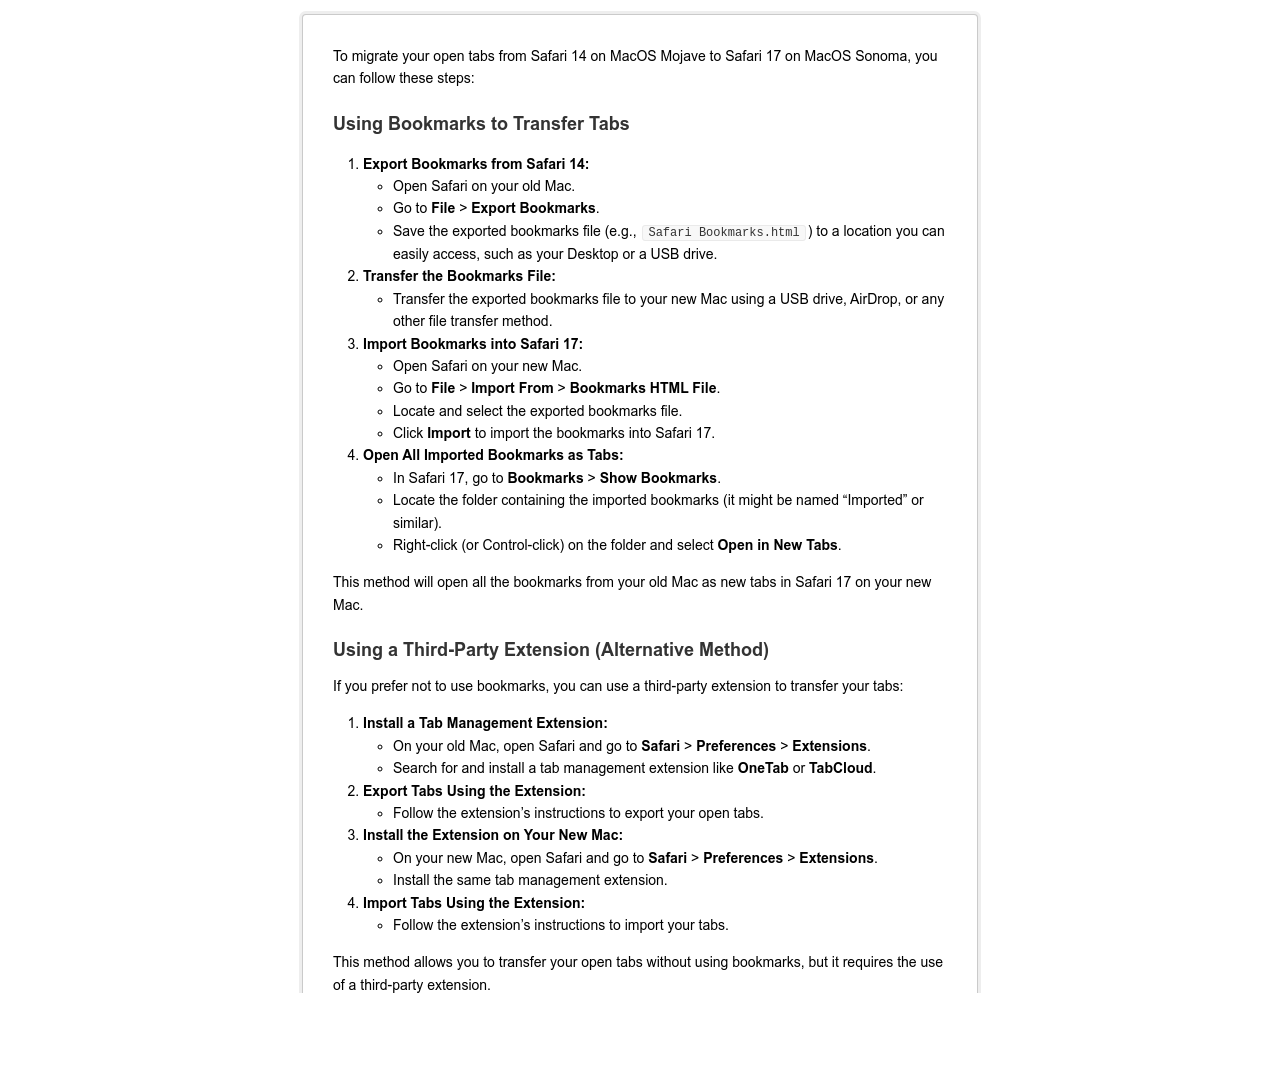 To migrate your open tabs from Safari 14 on MacOS Mojave to Safari 17 on MacOS Sonoma, you
can follow these steps:
Using Bookmarks to Transfer Tabs
1. Export Bookmarks from Safari 14:
◦ Open Safari on your old Mac.
◦ Go to File > Export Bookmarks.
◦ Save the exported bookmarks file (e.g., Safari Bookmarks.html) to a location you can
easily access, such as your Desktop or a USB drive.
2. Transfer the Bookmarks File:
◦ Transfer the exported bookmarks file to your new Mac using a USB drive, AirDrop, or any
other file transfer method.
3. Import Bookmarks into Safari 17:
◦ Open Safari on your new Mac.
◦ Go to File > Import From > Bookmarks HTML File.
◦ Locate and select the exported bookmarks file.
◦ Click Import to import the bookmarks into Safari 17.
4. Open All Imported Bookmarks as Tabs:
◦ In Safari 17, go to Bookmarks > Show Bookmarks.
◦ Locate the folder containing the imported bookmarks (it might be named “Imported” or
similar).
◦ Right-click (or Control-click) on the folder and select Open in New Tabs.
This method will open all the bookmarks from your old Mac as new tabs in Safari 17 on your new
Mac.
Using a Third-Party Extension (Alternative Method)
If you prefer not to use bookmarks, you can use a third-party extension to transfer your tabs:
1. Install a Tab Management Extension:
◦ On your old Mac, open Safari and go to Safari > Preferences > Extensions.
◦ Search for and install a tab management extension like OneTab or TabCloud.
2. Export Tabs Using the Extension:
◦ Follow the extension’s instructions to export your open tabs.
3. Install the Extension on Your New Mac:
◦ On your new Mac, open Safari and go to Safari > Preferences > Extensions.
◦ Install the same tab management extension.
4. Import Tabs Using the Extension:
◦ Follow the extension’s instructions to import your tabs.
This method allows you to transfer your open tabs without using bookmarks, but it requires the use
of a third-party extension.